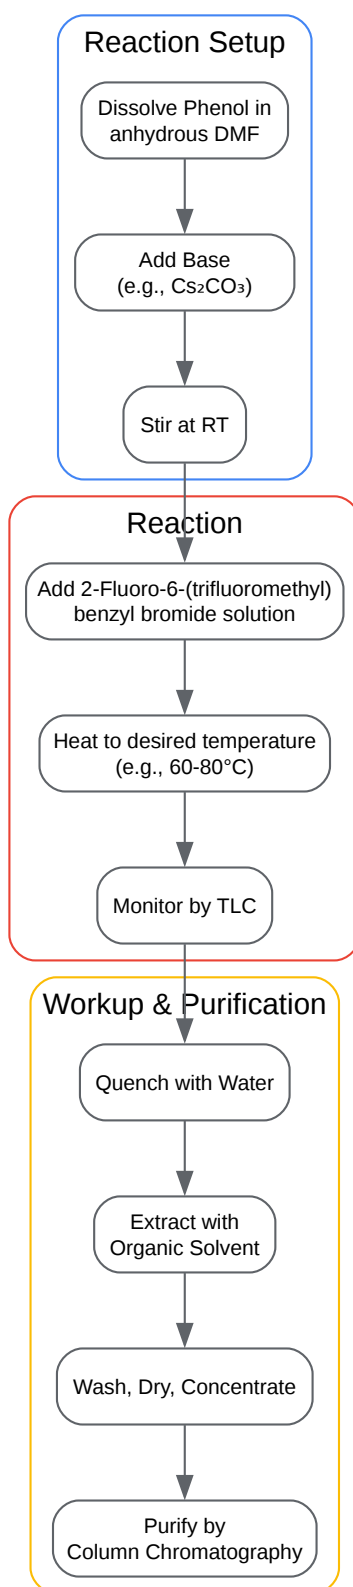 Reaction Setup
Dissolve Phenol in
anhydrous DMF
Add Base
(e.g., Cs₂CO₃)
Stir at RT
Reaction
Add 2-Fluoro-6-(trifluoromethyl)
benzyl bromide solution
Heat to desired temperature
(e.g., 60-80°C)
Monitor by TLC
Workup & Purification
Quench with Water
Extract with
Organic Solvent
Wash, Dry, Concentrate
Purify by
Column Chromatography